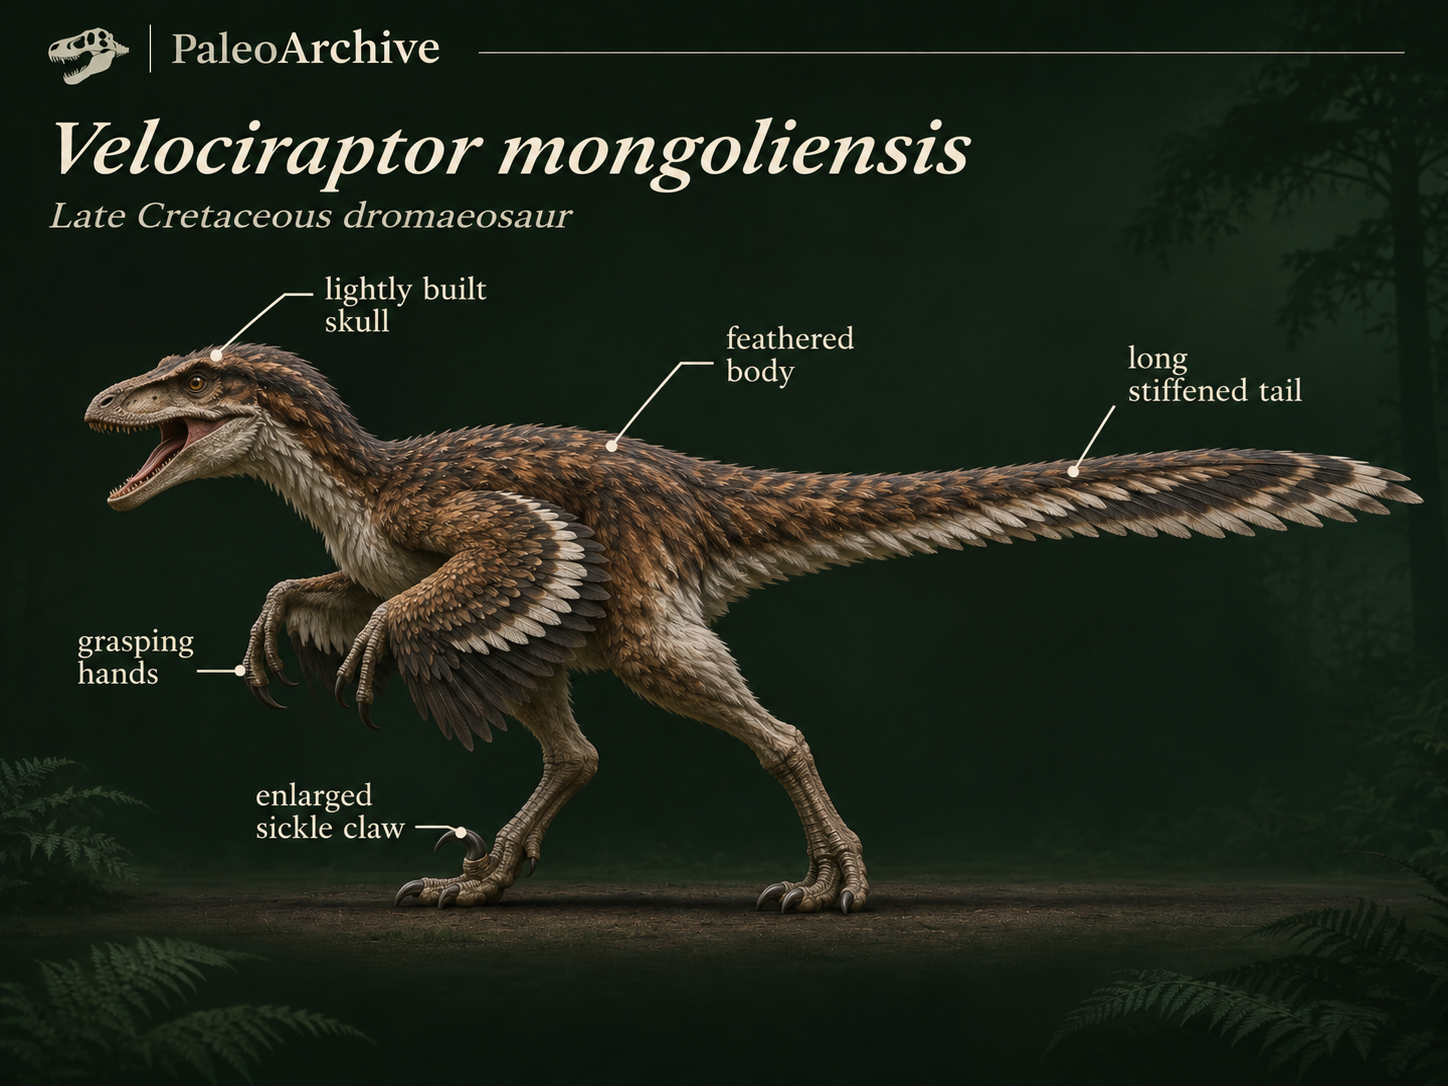 PaleoArchive
Velociraptor mongoliensis
Late Cretaceous dromaeosaur
lightly built
skull
feathered
body
long
stiffened tail
grasping
hands
enlarged
sickle claw